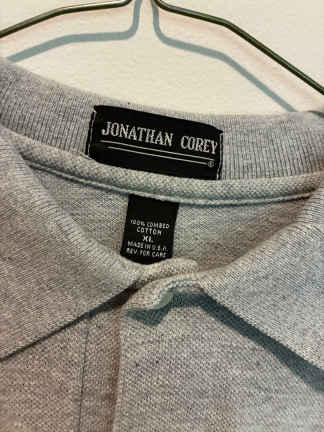 JONATHAN COREY
100% COMBED
COTTON
XL
MADE IN U.S.A.
REV. FOR CARE